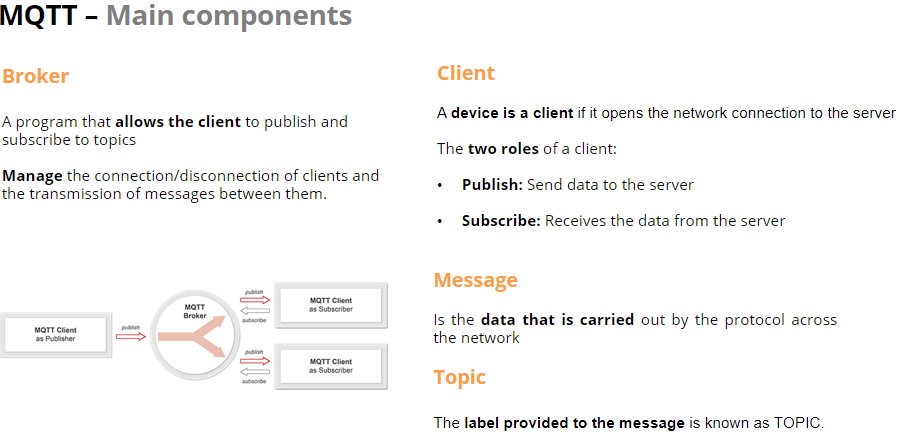 MQTT – Main components
Broker
A program that allows the client to publish and
subscribe to topics
Manage the connection/disconnection of clients and
the transmission of messages between them.
MQTT Client
as Publisher
publish
MQTT
Broker
publish
subscribe
MQTT Client
as Subscriber
publish
subscribe
MQTT Client
as Subscriber
Client
A device is a client if it opens the network connection to the server
The two roles of a client:
• Publish: Send data to the server
• Subscribe: Receives the data from the server
Message
Is the data that is carried out by the protocol across
the network
Topic
The label provided to the message is known as TOPIC.